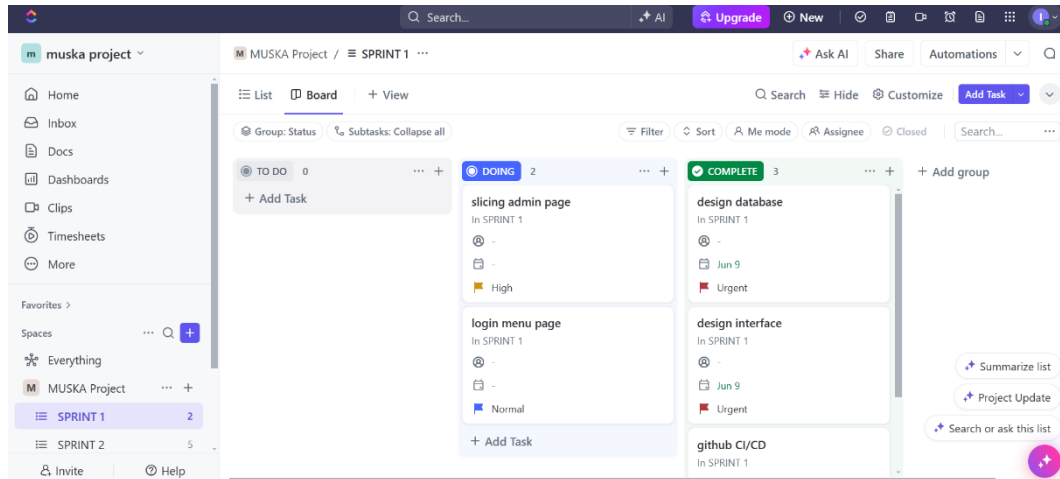 Search...
AI
Upgrade
New
m muska project
M MUSKA Project / SPRINT 1 ...
Ask AI
Share
Automations
Home
Inbox
Docs
Dashboards
Clips
Timesheets
More
Favorites >
Spaces
Everything
M MUSKA Project
SPRINT 1 2
SPRINT 2 5
Invite
Help
List
Board
+ View
Search
Hide
Customize
Add Task
Group: Status
Subtasks: Collapse all
Filter
Sort
Me mode
Assignee
Closed
Search...
TO DO 0
+ Add Task
DOING 2
slicing admin page
In SPRINT 1
-
-
High
login menu page
In SPRINT 1
-
-
Normal
+ Add Task
COMPLETE 3
design database
In SPRINT 1
-
Jun 9
Urgent
design interface
In SPRINT 1
-
Jun 9
Urgent
github CI/CD
In SPRINT 1
+ Add group
Summarize list
Project Update
Search or ask this list
I